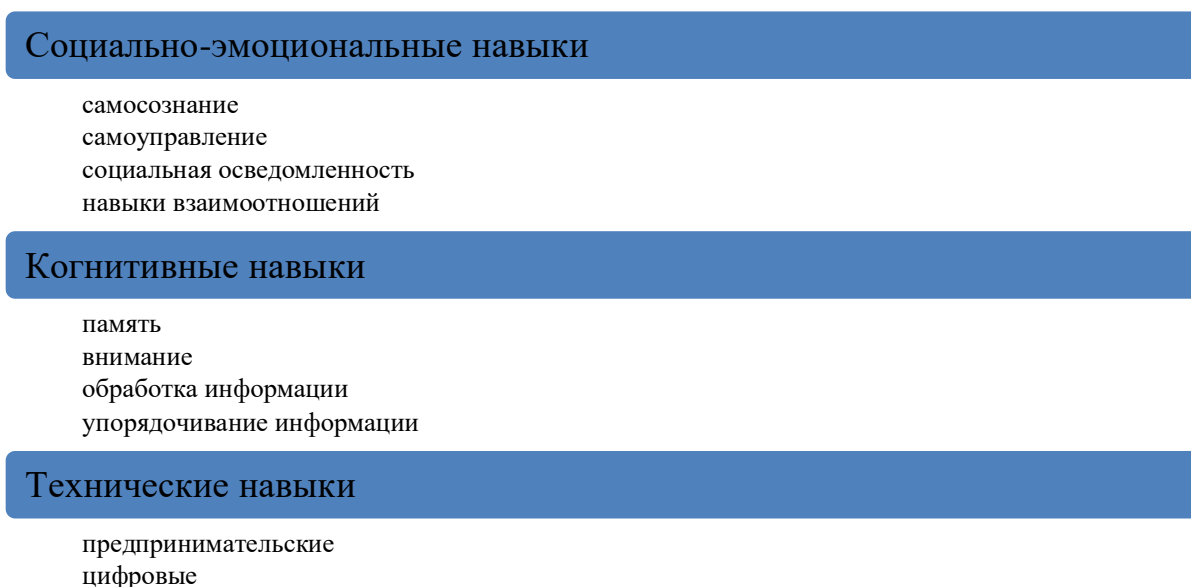 Социально-эмоциональные навыки
самосознание
самоуправление
социальная осведомленность
навыки взаимоотношений
Когнитивные навыки
память
внимание
обработка информации
упорядочивание информации
Технические навыки
предпринимательские
цифровые